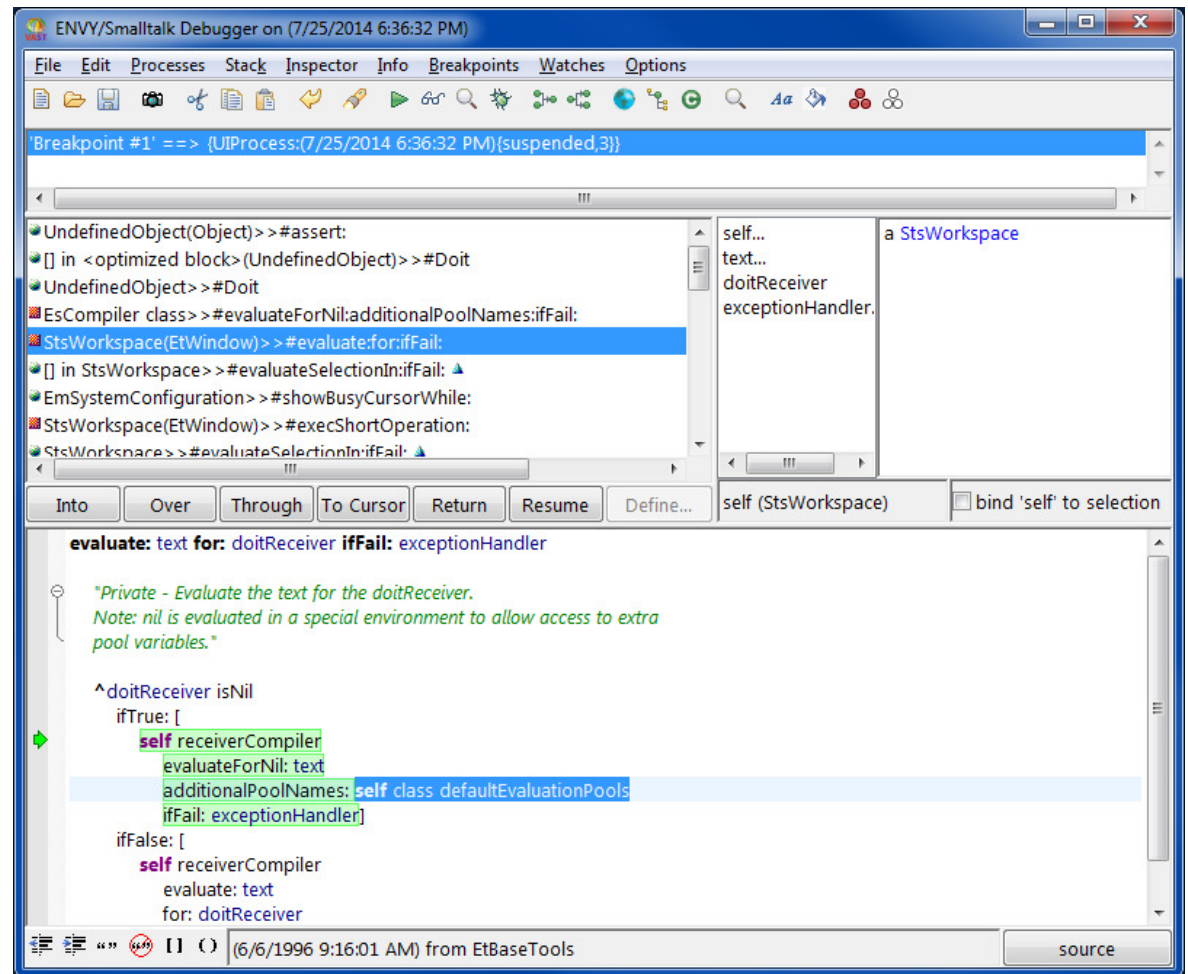 ENVY/Smalltalk Debugger on (7/25/2014 6:36:32 PM)
File Edit Processes Stack Inspector Info Breakpoints Watches Options
'Breakpoint #1' ==> {UIProcess:(7/25/2014 6:36:32 PM){suspended,3}}
UndefinedObject(Object)>>#assert:
[] in <optimized block>(UndefinedObject)>>#Doit
UndefinedObject>>#Doit
EsCompiler class>>#evaluateForNil:additionalPoolNames:ifFail:
StsWorkspace(EtWindow)>>#evaluate:for:ifFail:
[] in StsWorkspace>>#evaluateSelectionIn:ifFail:
EmSystemConfiguration>>#showBusyCursorWhile:
StsWorkspace(EtWindow)>>#execShortOperation:
StsWorkspace>>#evaluateSelectionIn:ifFail:
self...
text...
doitReceiver
exceptionHandler.
a StsWorkspace
Into Over Through To Cursor Return Resume Define...
self (StsWorkspace)
bind 'self' to selection
evaluate: text for: doitReceiver ifFail: exceptionHandler
"Private - Evaluate the text for the doitReceiver.
Note: nil is evaluated in a special environment to allow access to extra
pool variables."
^doitReceiver isNil
ifTrue: [
self receiverCompiler
evaluateForNil: text
additionalPoolNames: self class defaultEvaluationPools
ifFail: exceptionHandler]
ifFalse: [
self receiverCompiler
evaluate: text
for: doitReceiver
(6/6/1996 9:16:01 AM) from EtBaseTools
source